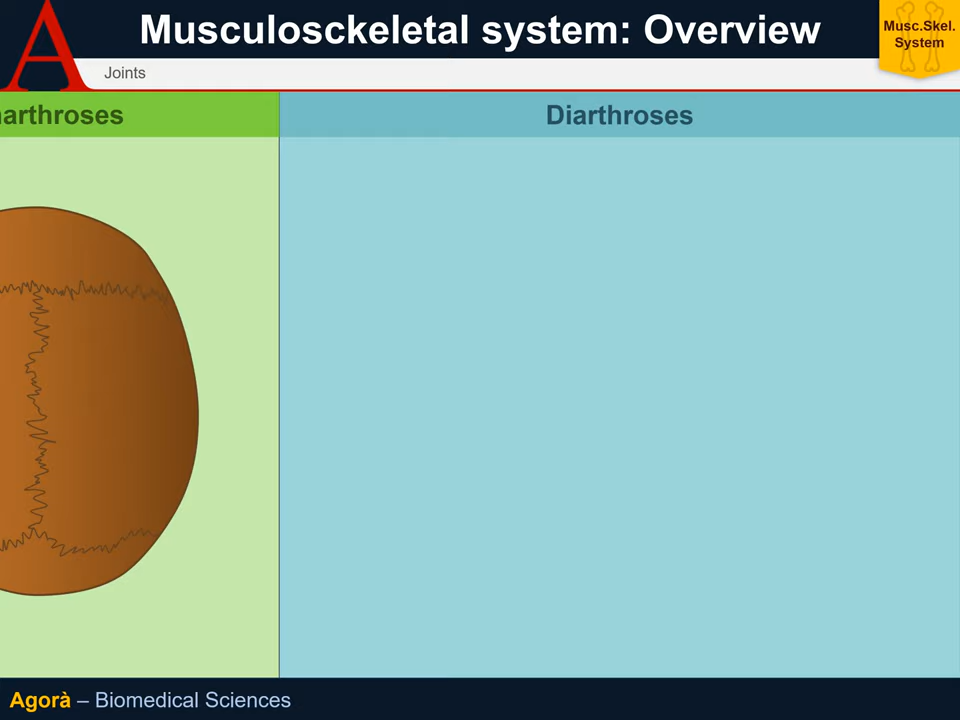 Musculosckeletal system: Overview
Musc.Skel.
System
A
Joints
arthroses
Diarthroses
Agorà – Biomedical Sciences